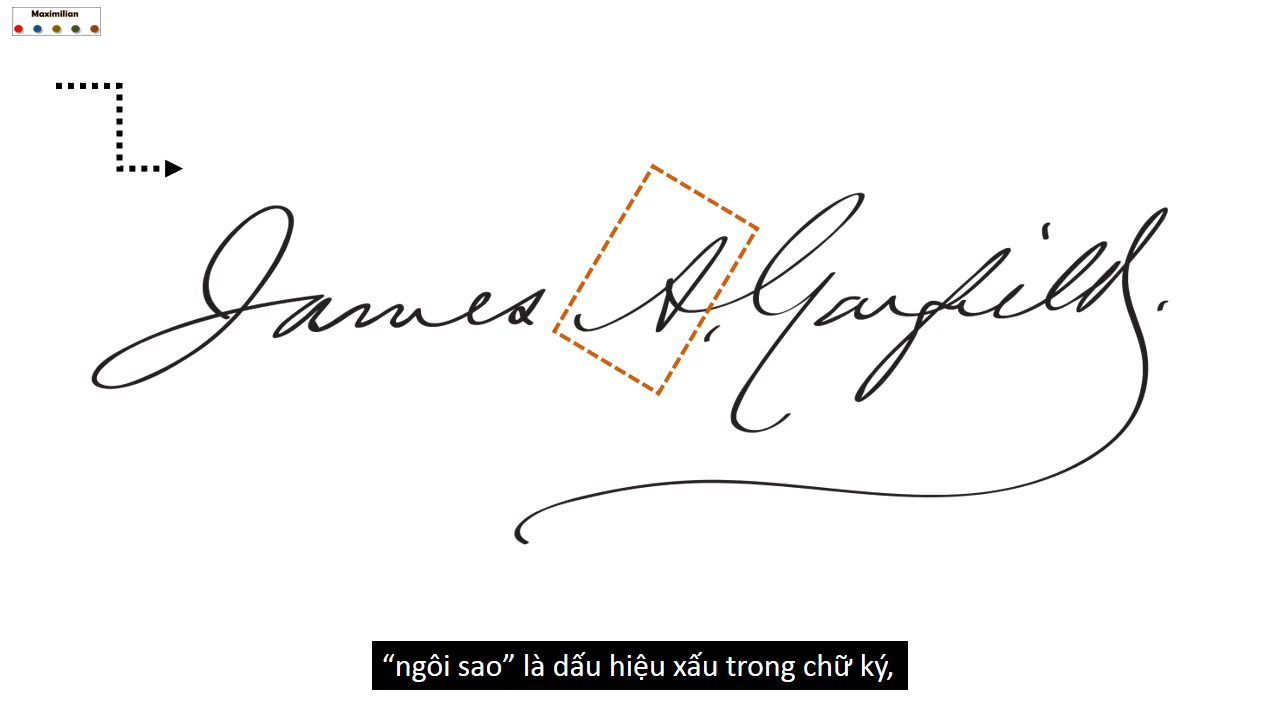 Maximilian
James A. Garfield.
“ngôi sao” là dấu hiệu xấu trong chữ ký,